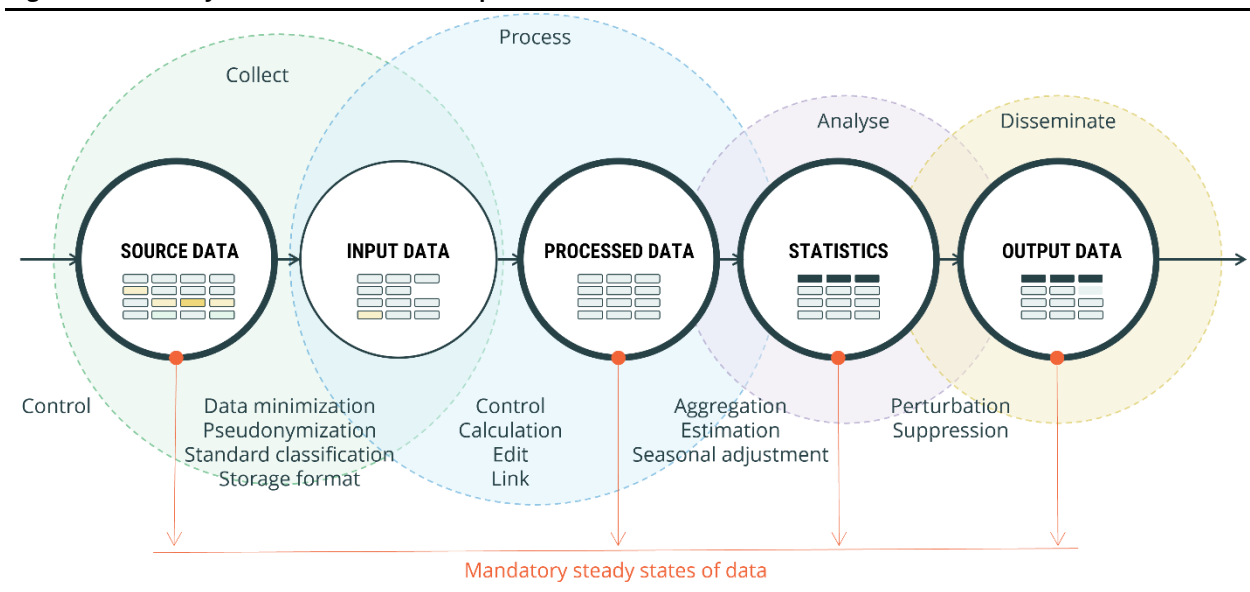 Process
Collect
Analyse
Disseminate
SOURCE DATA
INPUT DATA
PROCESSED DATA
STATISTICS
OUTPUT DATA
Control
Data minimization
Pseudonymization
Standard classification
Storage format
Control
Calculation
Edit
Link
Aggregation
Estimation
Seasonal adjustment
Perturbation
Suppression
Mandatory steady states of data